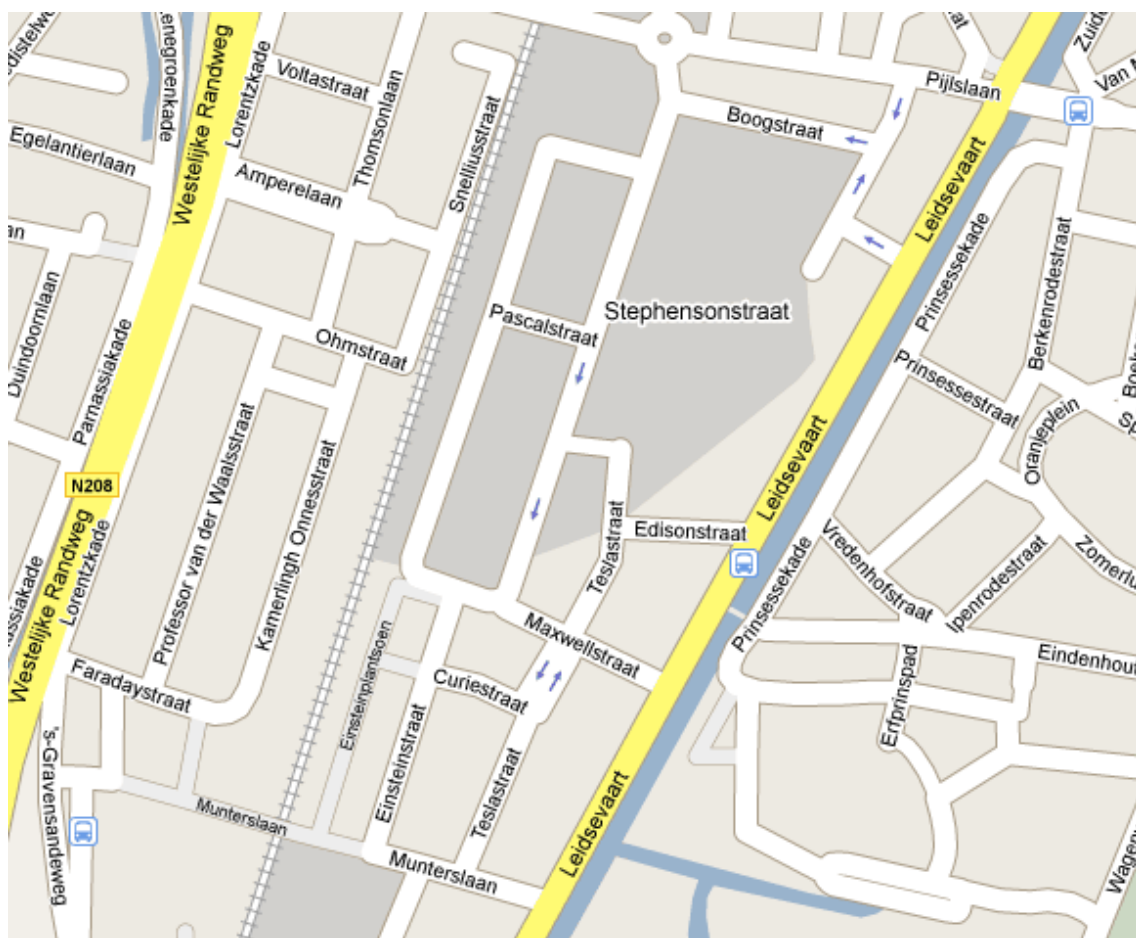 Voltastraat
Thomsonlaan
Lorentzkade
Westelijke Randweg
Egelantierlaan
Amperelaan
Snelliusstraat
Boogstraat
Pijlslaan
Van
Leidsevaart
Prinsessekade
Berkenrodestraat
Duindoornlaan
Parnassiakade
Ohmstraat
Pascalstraat
Stephensonstraat
Prinsessestraat
Oranjeplein
N208
Westelijke Randweg
Lorentzkade
Professor van der Waalsstraat
Kamerlingh Onnesstraat
Leidsevaart
Edisonstraat
Teslastraat
Prinsessekade
Vredenhofstraat
Ipenrodestraat
Faradaystraat
Einsteinplantsoen
Maxwellstraat
Curiestraat
Einsteinstraat
Erfprinspad
Eindenhout
's-Gravensandeweg
Munterslaan
Teslastraat
Munterslaan
Leidsevaart